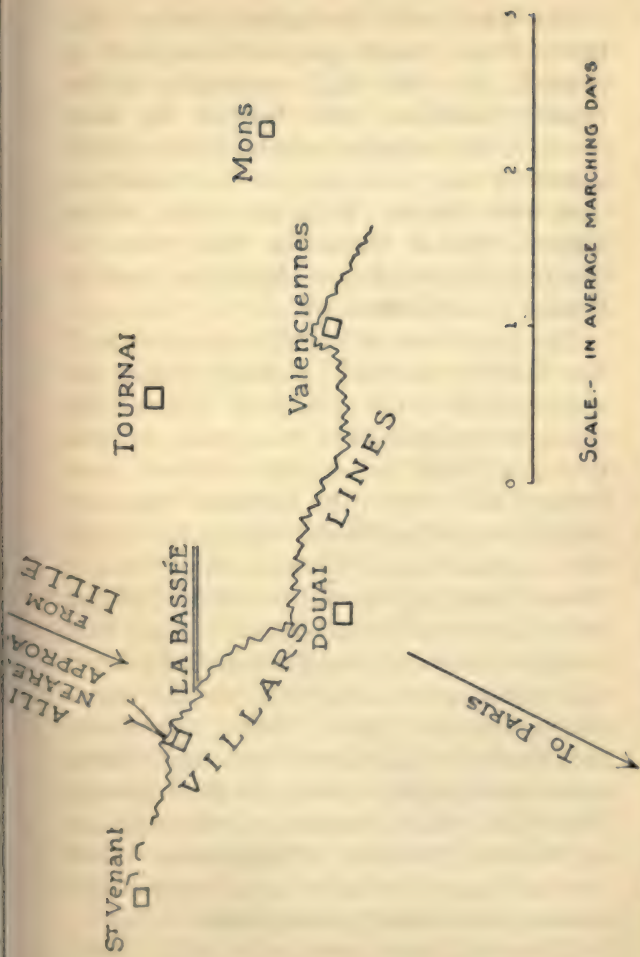 Mons
TOURNAI
Valenciennes
LILLE
FROM
LA BASSÉE
VILLARS LINES
DOUAI
TO PARIS
St Venant
0 1 2 3
SCALE.- IN AVERAGE MARCHING DAYS